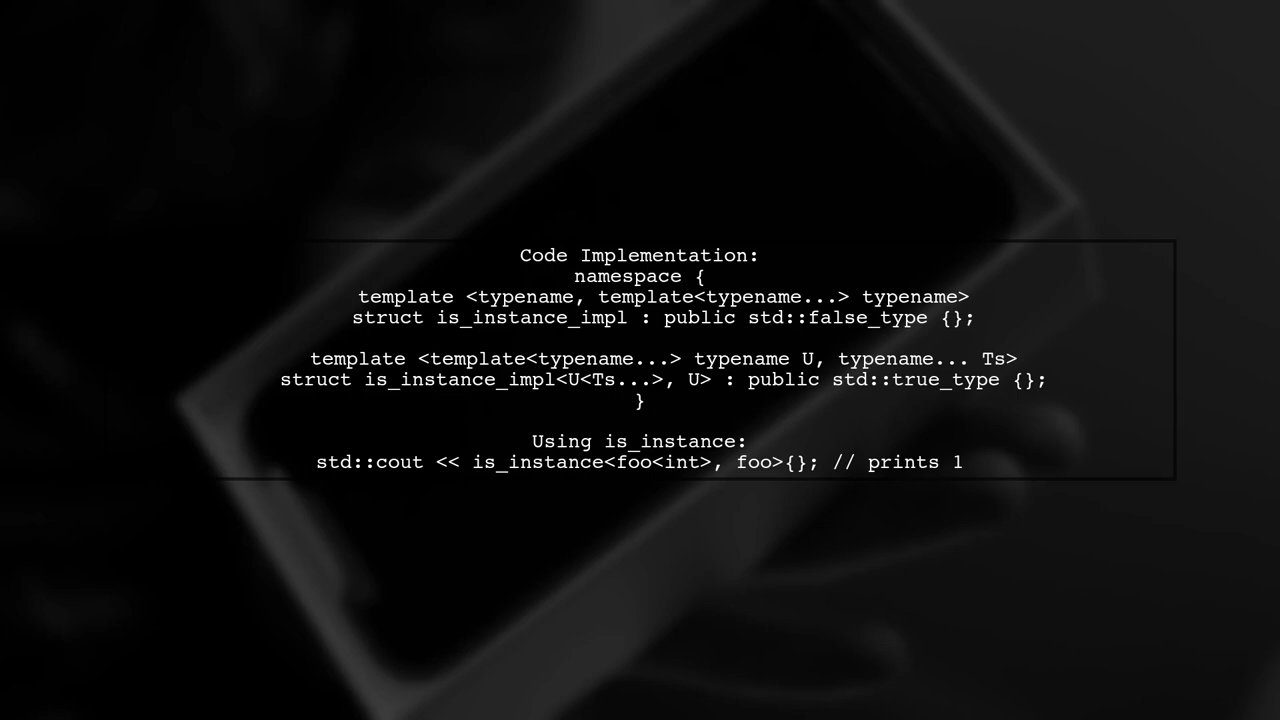 Code Implementation:
namespace {
template <typename, template<typename...> typename>
struct is_instance_impl : public std::false_type {};
template <template<typename...> typename U, typename... Ts>
struct is_instance_impl<U<Ts...>, U> : public std::true_type {};
}
Using is_instance:
std::cout << is_instance<foo<int>, foo>{}; // prints 1